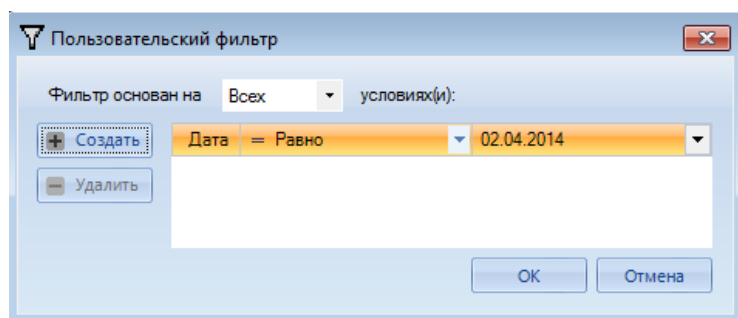 Пользовательский фильтр
Фильтр основан на Всех условиях(и):
Создать Дата = Равно 02.04.2014
Удалить
OK Отмена